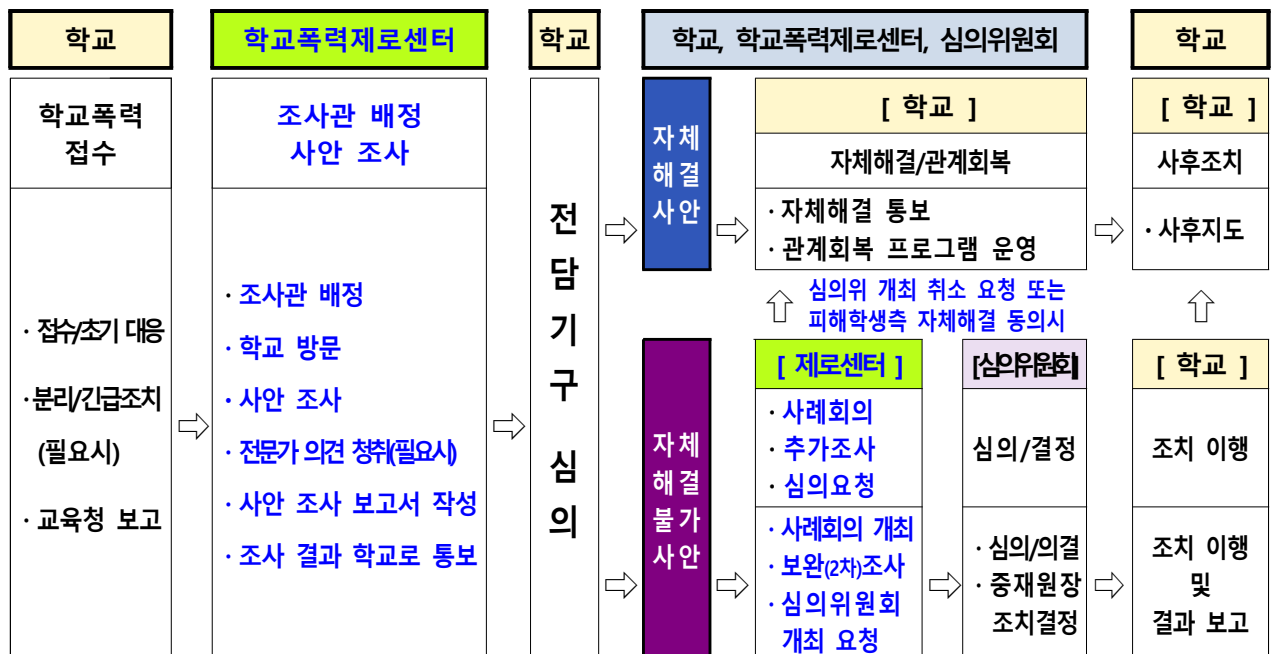 학교
학교폭력제로센터
학교
학교, 학교폭력제로센터, 심의위원회
학교
학교폭력
접수
· 접수/초기 대응
·분리/긴급조치
(필요시)
· 교육청 보고
조사관 배정
사안 조사
· 조사관 배정
· 학교 방문
· 사안 조사
· 전문가 의견 청취(필요시)
· 사안 조사 보고서 작성
· 조사 결과 학교로 통보
전
담
기
구
심
의
자체
해결
사안
[ 학교 ]
자체해결/관계회복
· 자체해결 통보
· 관계회복 프로그램 운영
[ 학교 ]
사후조치
· 사후지도
심의위 개최 취소 요청 또는
피해학생측 자체해결 동의시
자체
해결
불가
사안
[ 제로센터 ]
· 사례회의
· 추가조사
· 심의요청
· 사례회의 개최
· 보완(2차)조사
· 심의위원회
개최 요청
[심의위원회]
심의/결정
· 심의/의결
· 중재원장
조치결정
[ 학교 ]
조치 이행
조치 이행
및
결과 보고